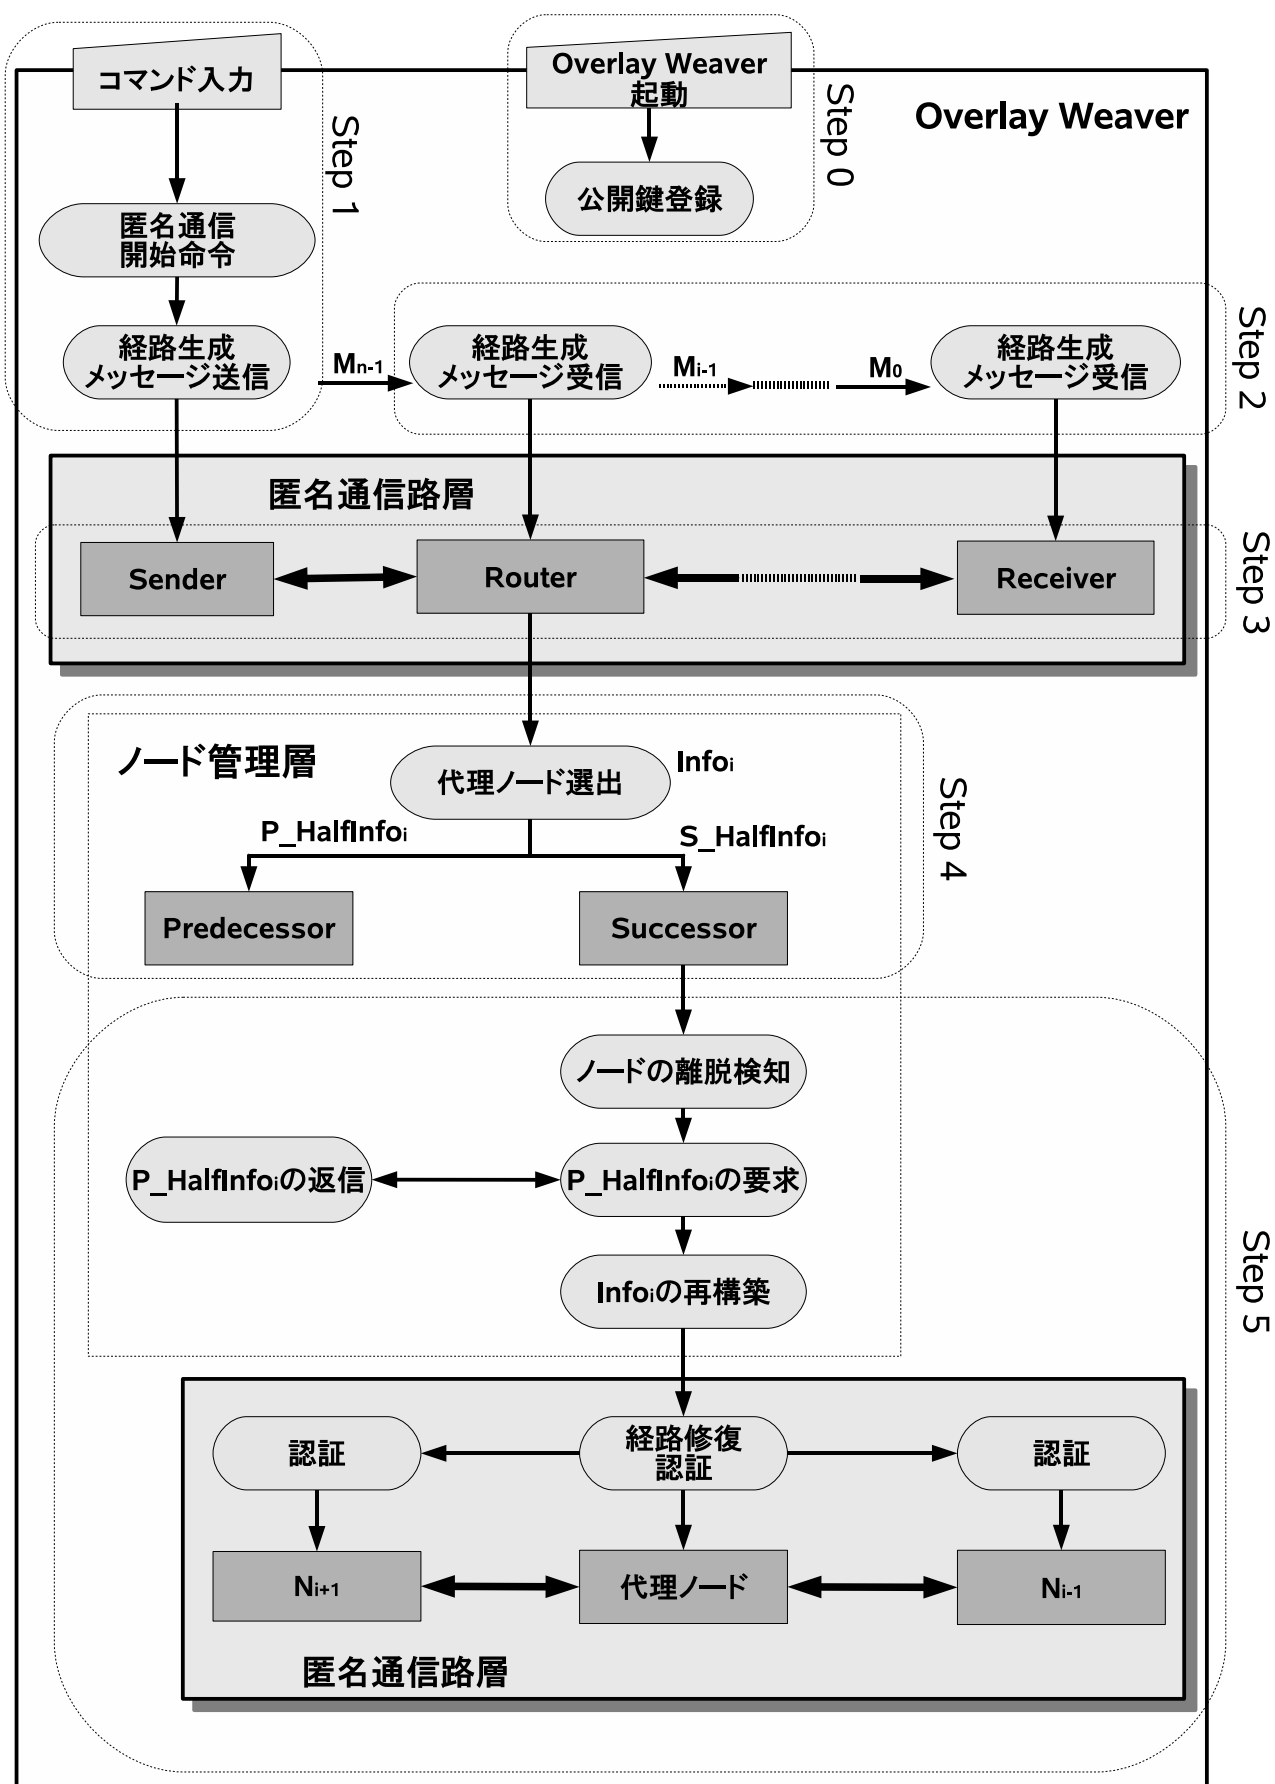 コマンド入力
Overlay Weaver
起動
Overlay Weaver
Step 0
Step 1
公開鍵登録
匿名通信
開始命令
経路生成
メッセージ送信
Mn-1
経路生成
メッセージ受信
Mi-1
M0
経路生成
メッセージ受信
Step 2
匿名通信路層
Sender
Router
Receiver
Step 3
ノード管理層
代理ノード選出
Infoi
P_HalfInfoi
S_HalfInfoi
Step 4
Predecessor
Successor
ノードの離脱検知
P_HalfInfoiの返信
P_HalfInfoiの要求
Infoiの再構築
Step 5
認証
経路修復
認証
認証
Ni+1
代理ノード
Ni-1
匿名通信路層